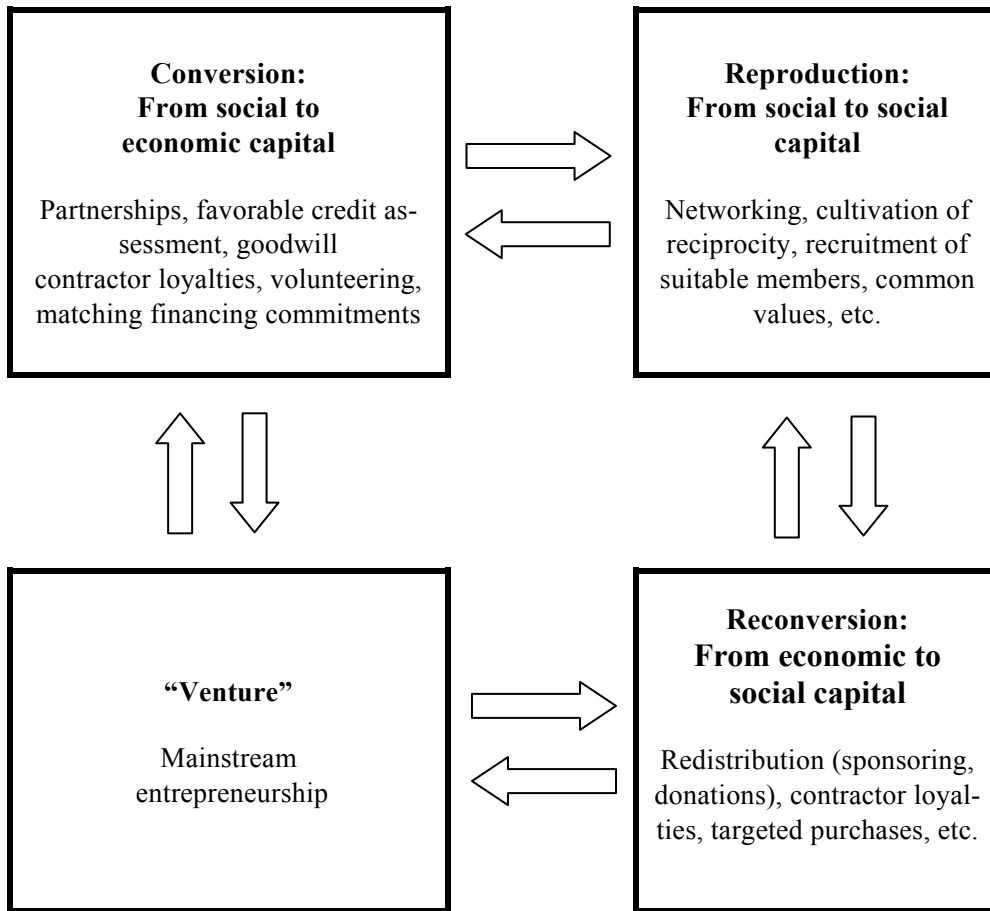 Conversion:
From social to
economic capital
Partnerships, favorable credit as-
sessment, goodwill
contractor loyalties, volunteering,
matching financing commitments
Reproduction:
From social to social
capital
Networking, cultivation of
reciprocity, recruitment of
suitable members, common
values, etc.
“Venture”
Mainstream
entrepreneurship
Reconversion:
From economic to
social capital
Redistribution (sponsoring,
donations), contractor loyal-
ties, targeted purchases, etc.